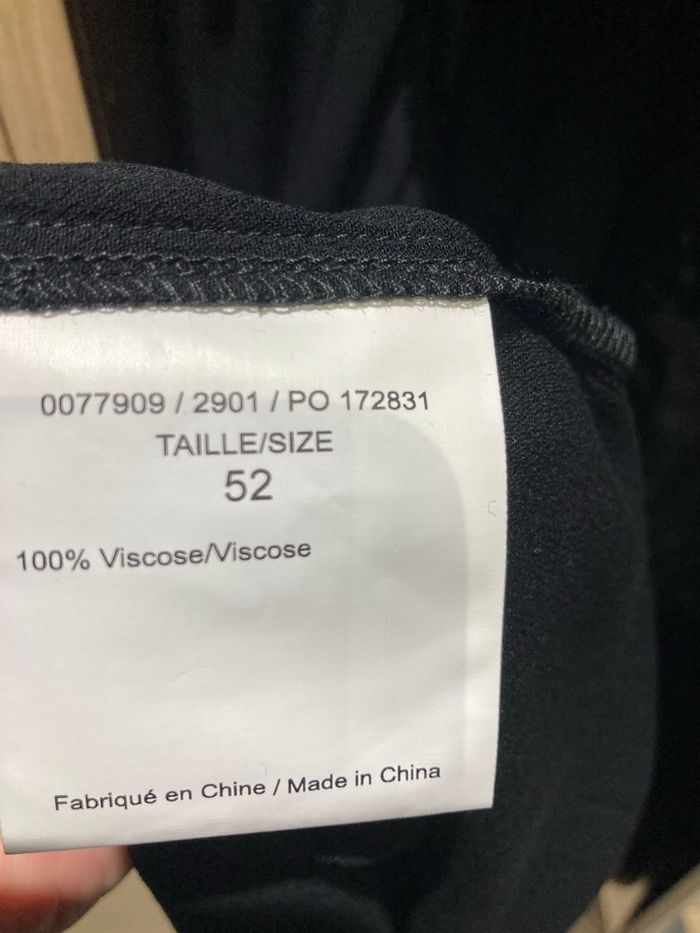 0077909 / 2901 / PO 172831
TAILLE/SIZE
52
100% Viscose/Viscose
Fabriqué en Chine / Made in China